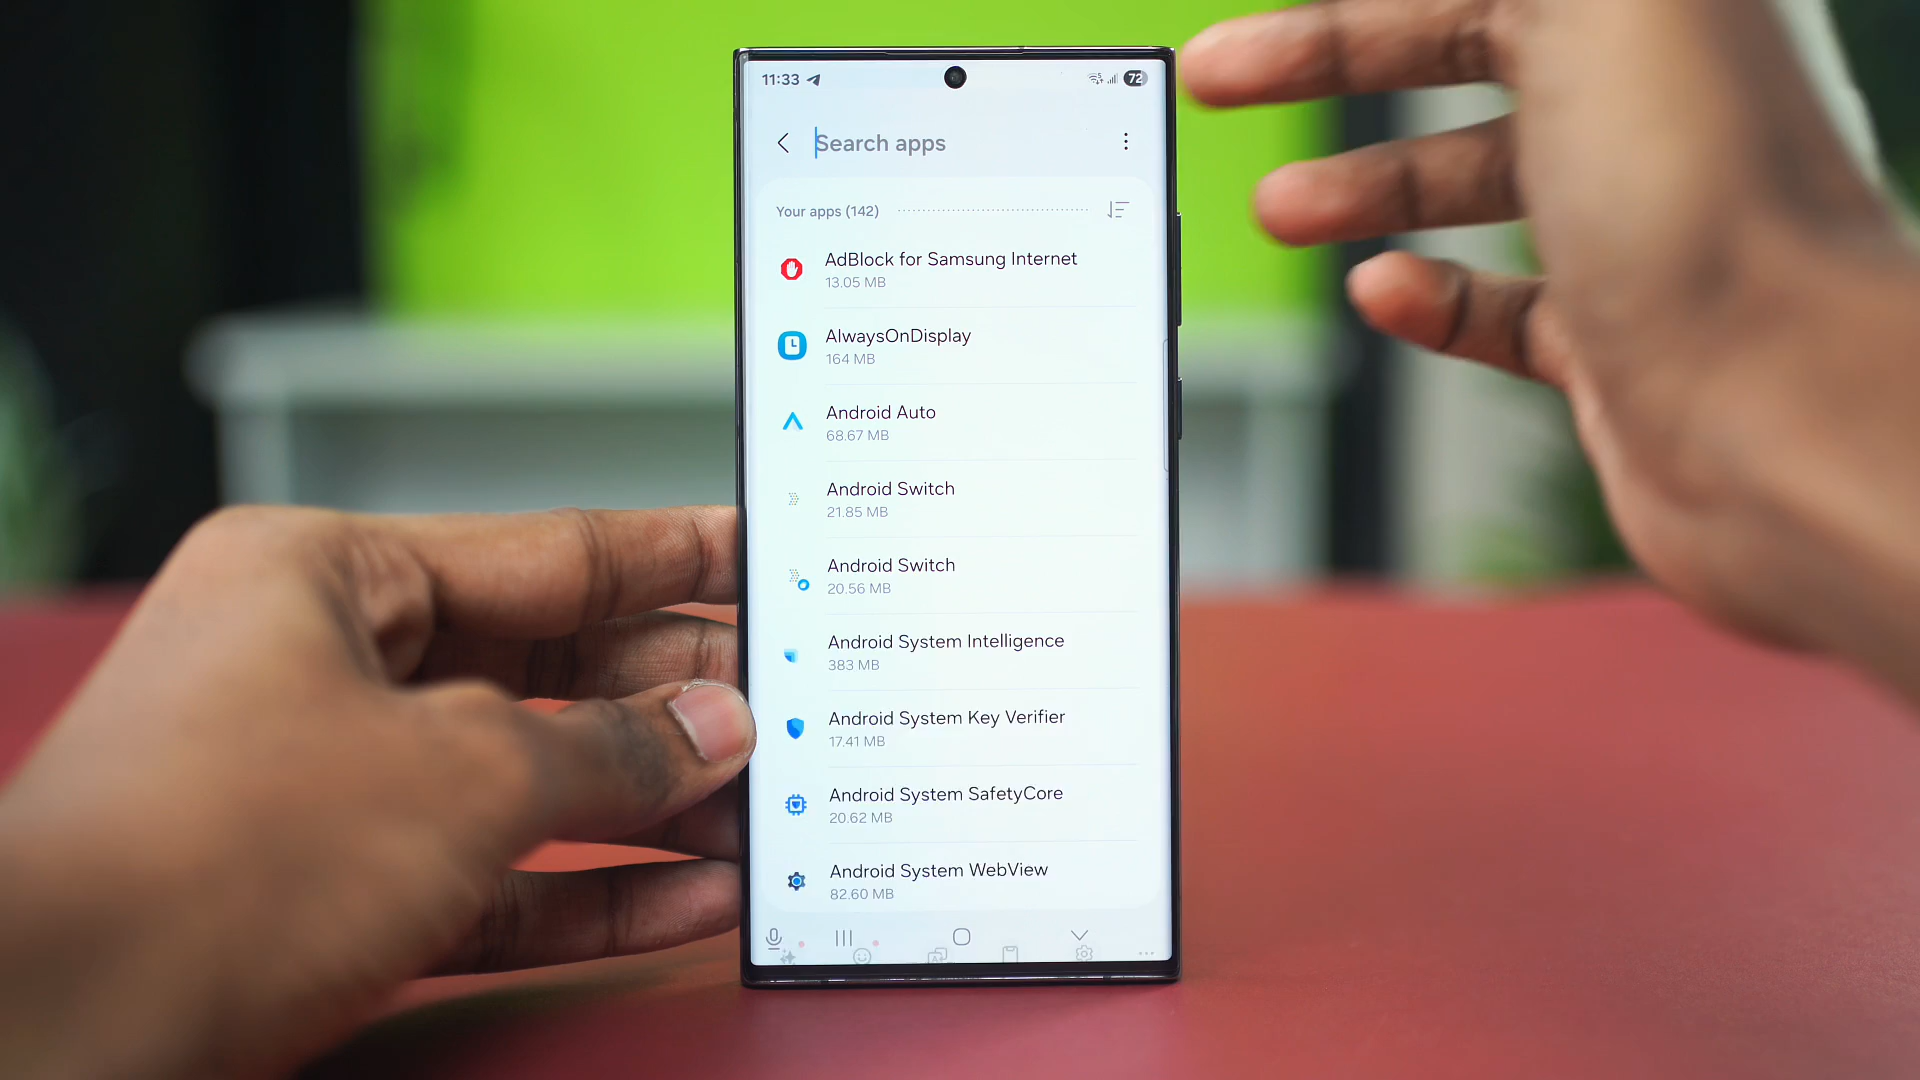 11:33
72
Search apps
Your apps (142)
AdBlock for Samsung Internet
13.05 MB
AlwaysOnDisplay
164 MB
Android Auto
68.67 MB
Android Switch
21.85 MB
Android Switch
20.56 MB
Android System Intelligence
383 MB
Android System Key Verifier
17.41 MB
Android System SafetyCore
20.62 MB
Android System WebView
82.60 MB